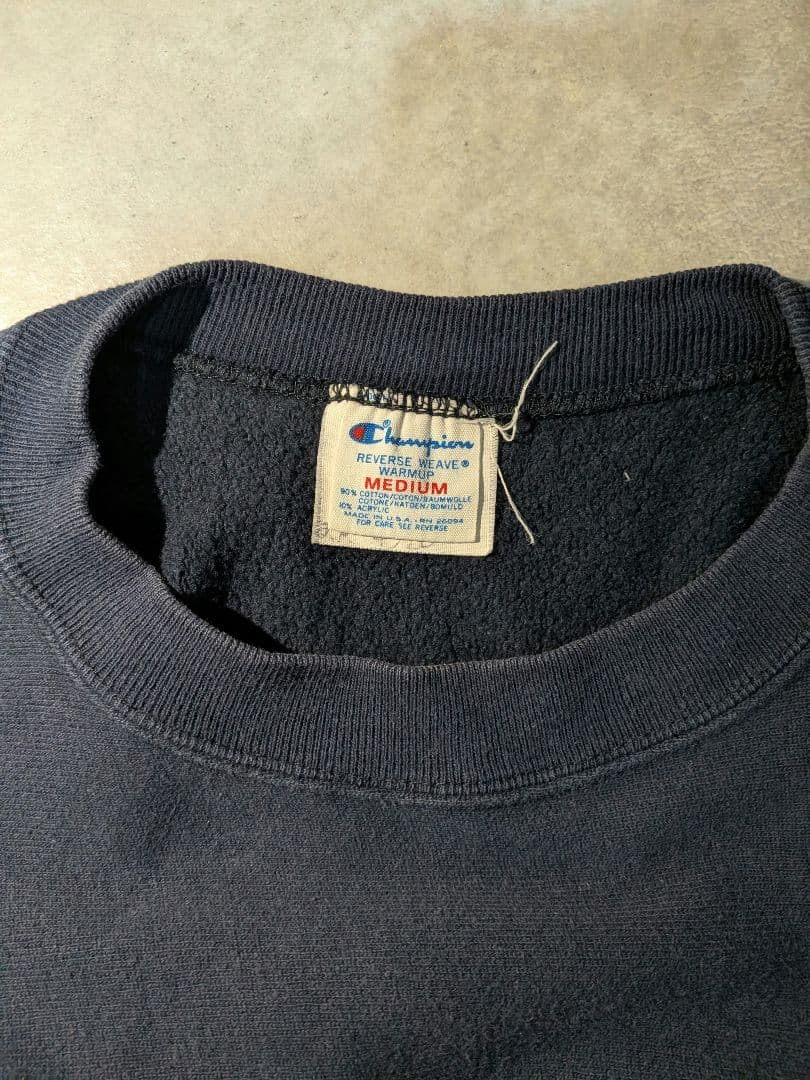 Champion®
REVERSE WEAVE®
WARMUP
MEDIUM
90% COTTON/COTON/BAUMWOLLE
COTONE/KATOEN/BOMULD
10% ACRYLIC
MADE IN U.S.A. RN 26094
FOR CARE SEE REVERSE